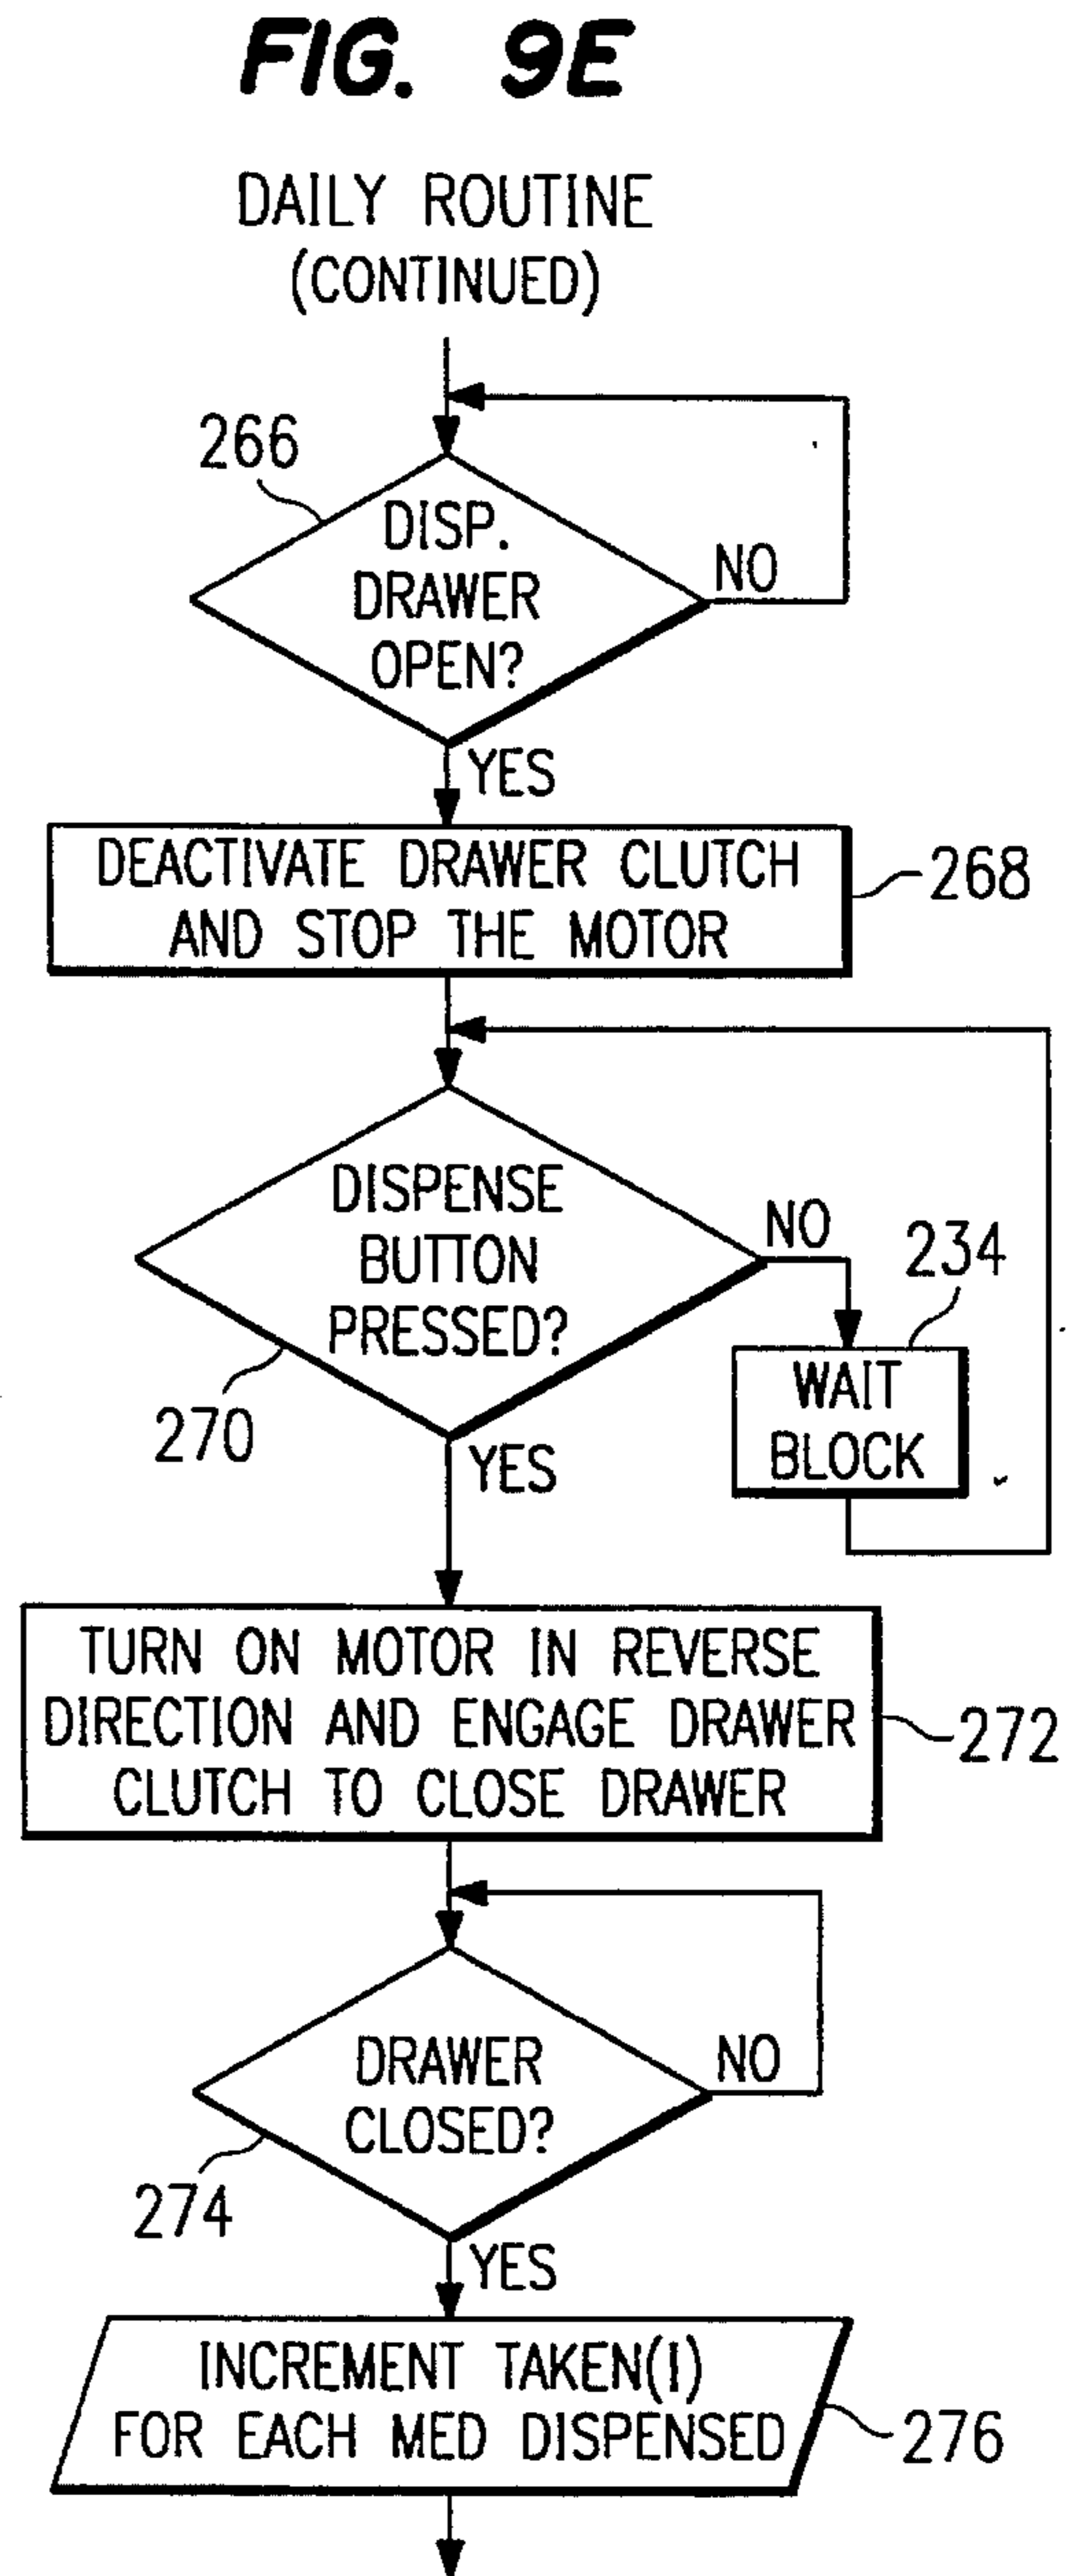 FIG. 9E
DAILY ROUTINE
(CONTINUED)
266
DISP.
DRAWER
OPEN?
NO
YES
DEACTIVATE DRAWER CLUTCH
AND STOP THE MOTOR
268
DISPENSE
BUTTON
PRESSED?
NO
234
WAIT
BLOCK
270
YES
TURN ON MOTOR IN REVERSE
DIRECTION AND ENGAGE DRAWER
CLUTCH TO CLOSE DRAWER
272
DRAWER
CLOSED?
NO
274
YES
INCREMENT TAKEN(I)
FOR EACH MED DISPENSED
276